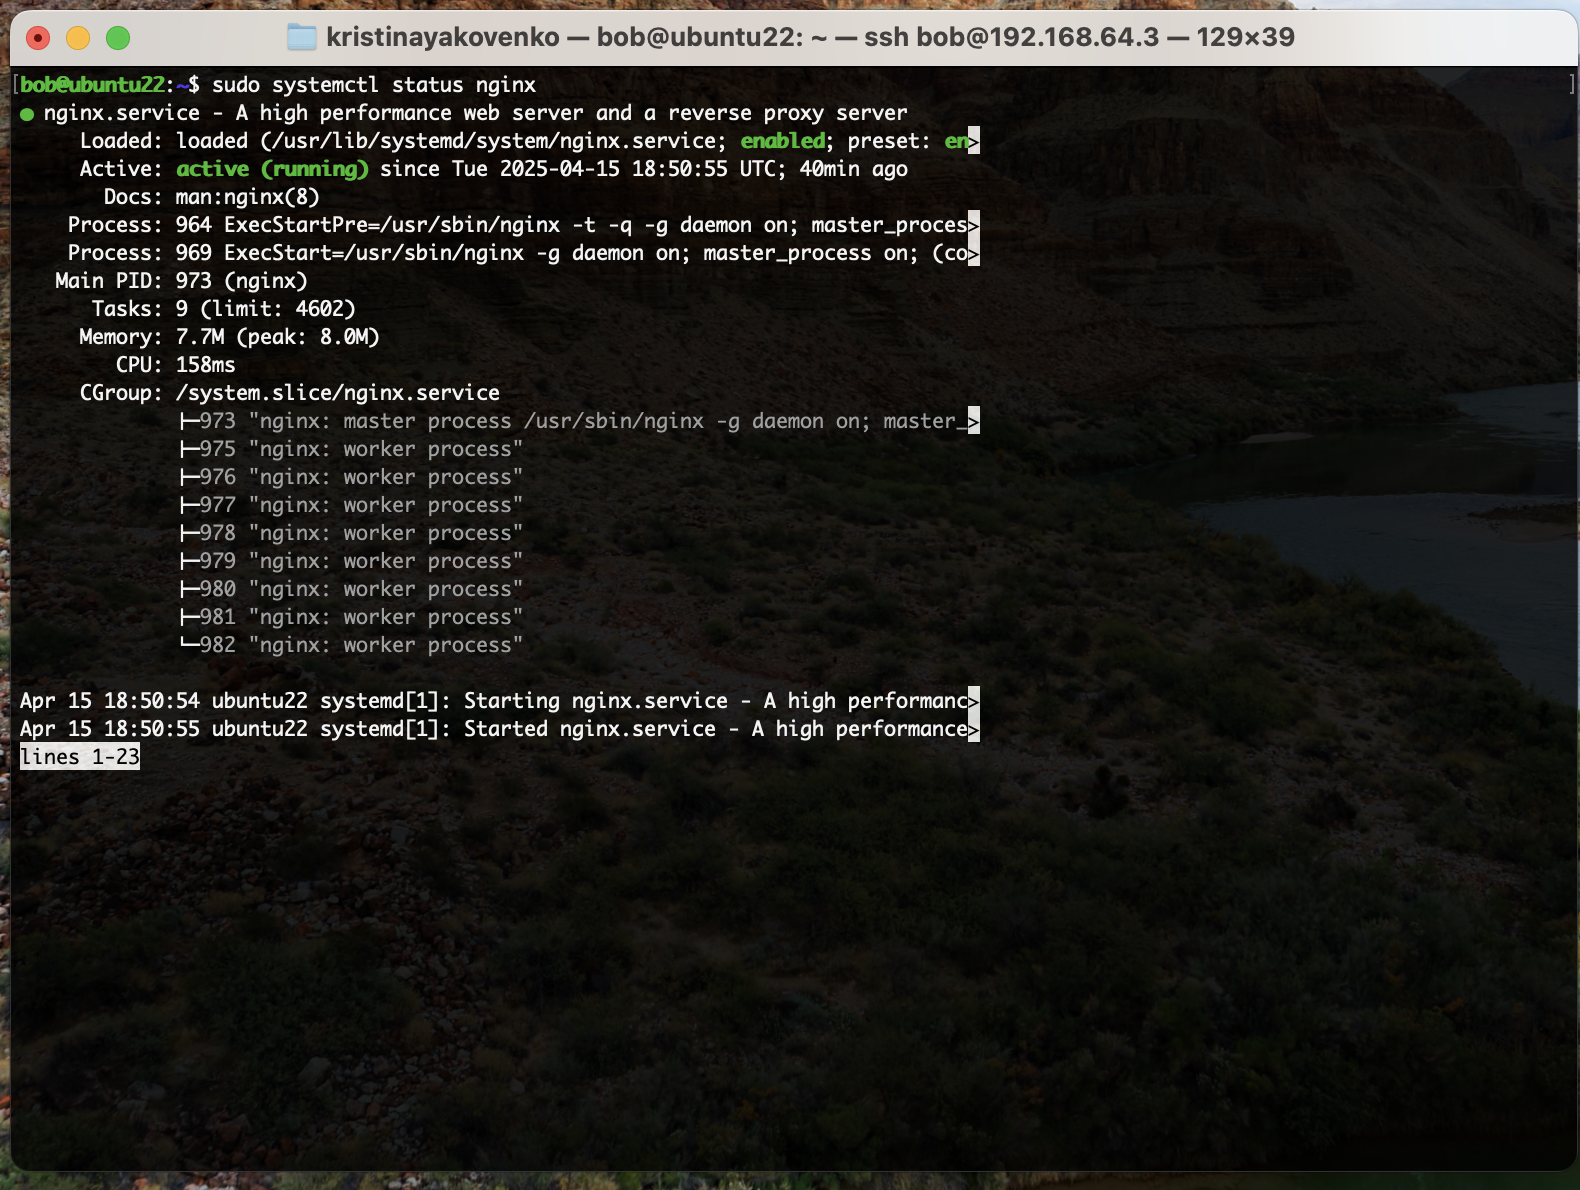 kristinayakovenko — bob@ubuntu22: ~ — ssh bob@192.168.64.3 — 129×39
[bob@ubuntu22:~$ sudo systemctl status nginx ]
● nginx.service - A high performance web server and a reverse proxy server
Loaded: loaded (/usr/lib/systemd/system/nginx.service; enabled; preset: en>
Active: active (running) since Tue 2025-04-15 18:50:55 UTC; 40min ago
Docs: man:nginx(8)
Process: 964 ExecStartPre=/usr/sbin/nginx -t -q -g daemon on; master_proces>
Process: 969 ExecStart=/usr/sbin/nginx -g daemon on; master_process on; (co>
Main PID: 973 (nginx)
Tasks: 9 (limit: 4602)
Memory: 7.7M (peak: 8.0M)
CPU: 158ms
CGroup: /system.slice/nginx.service
├─973 "nginx: master process /usr/sbin/nginx -g daemon on; master_>
├─975 "nginx: worker process"
├─976 "nginx: worker process"
├─977 "nginx: worker process"
├─978 "nginx: worker process"
├─979 "nginx: worker process"
├─980 "nginx: worker process"
├─981 "nginx: worker process"
└─982 "nginx: worker process"
Apr 15 18:50:54 ubuntu22 systemd[1]: Starting nginx.service - A high performanc>
Apr 15 18:50:55 ubuntu22 systemd[1]: Started nginx.service - A high performance>
lines 1-23